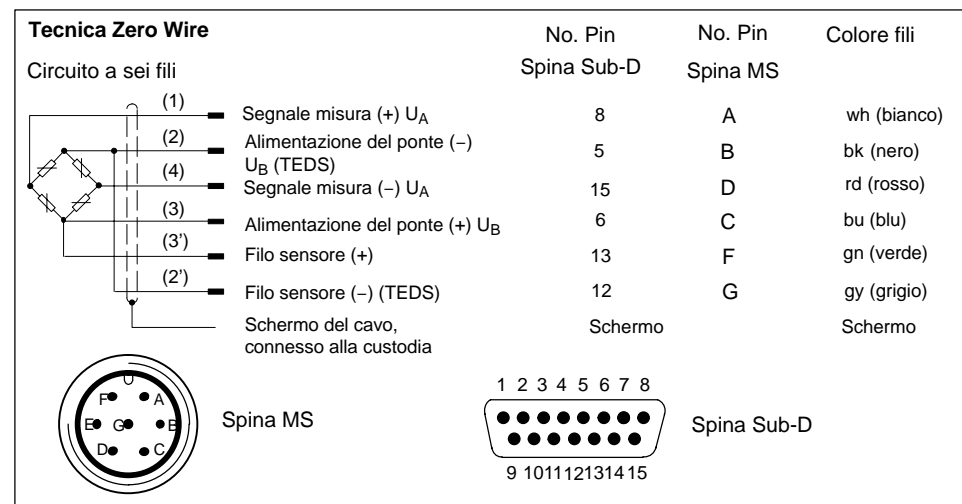 Tecnica Zero Wire No. Pin No. Pin Colore fili
Circuito a sei fili Spina Sub-D Spina MS
(1) Segnale misura (+) UA 8 A wh (bianco)
(2) Alimentazione del ponte (−) 5 B bk (nero)
UB (TEDS)
(4) Segnale misura (−) UA 15 D rd (rosso)
(3) Alimentazione del ponte (+) UB 6 C bu (blu)
(3') Filo sensore (+) 13 F gn (verde)
(2') Filo sensore (−) (TEDS) 12 G gy (grigio)
Schermo del cavo, Schermo Schermo
connesso alla custodia
F A
E G B
D C
Spina MS
1 2 3 4 5 6 7 8
Spina Sub-D
9 10 11 12 13 14 15